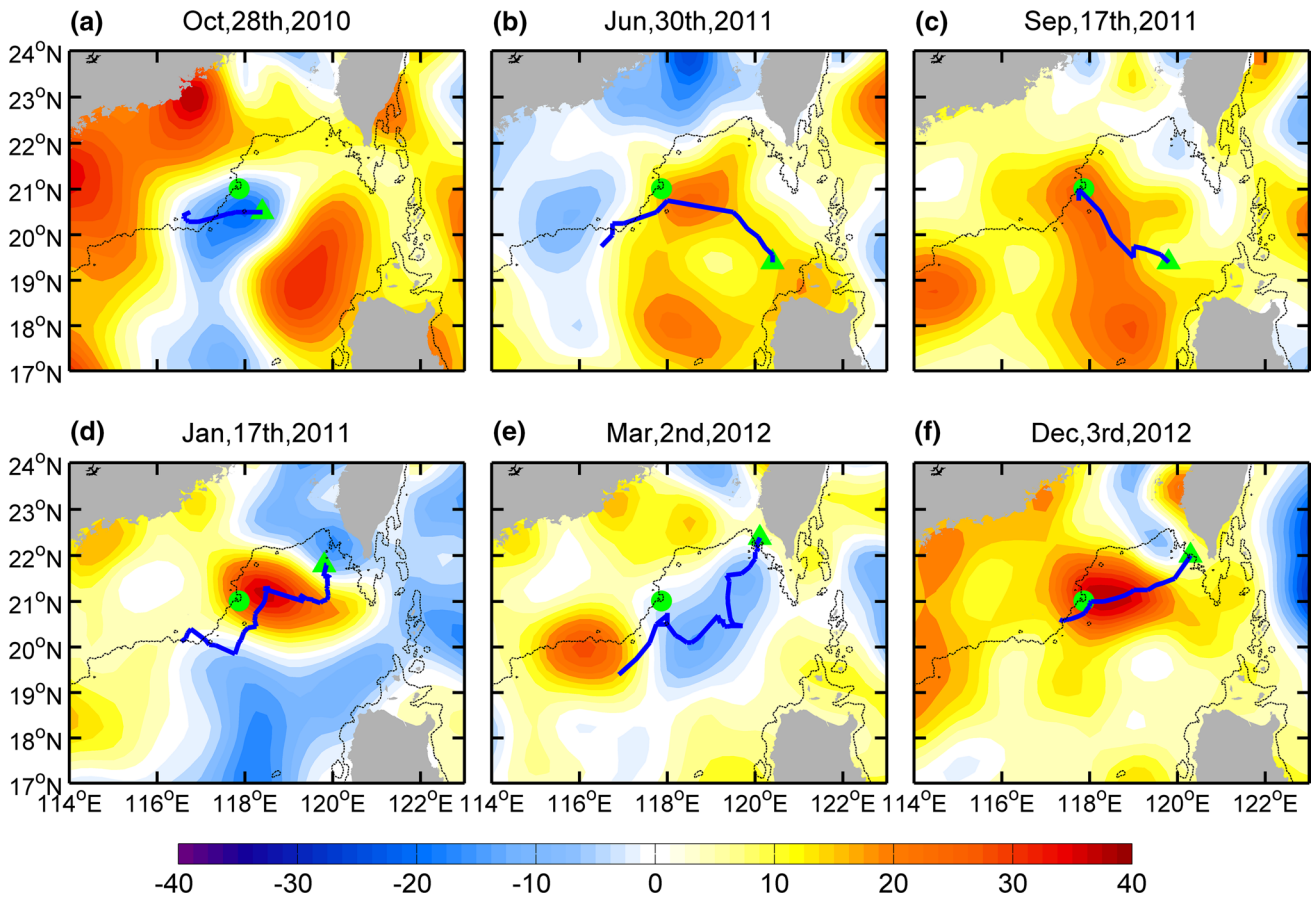 (a) Oct,28th,2010
(b) Jun,30th,2011
(c) Sep,17th,2011
24°N
23°N
22°N
21°N
20°N
19°N
18°N
17°N
(d) Jan,17th,2011
(e) Mar,2nd,2012
(f) Dec,3rd,2012
24°N
23°N
22°N
21°N
20°N
19°N
18°N
17°N
114°E 116°E 118°E 120°E 122°E 114°E 116°E 118°E 120°E 122°E 114°E 116°E 118°E 120°E 122°E
-40 -30 -20 -10 0 10 20 30 40